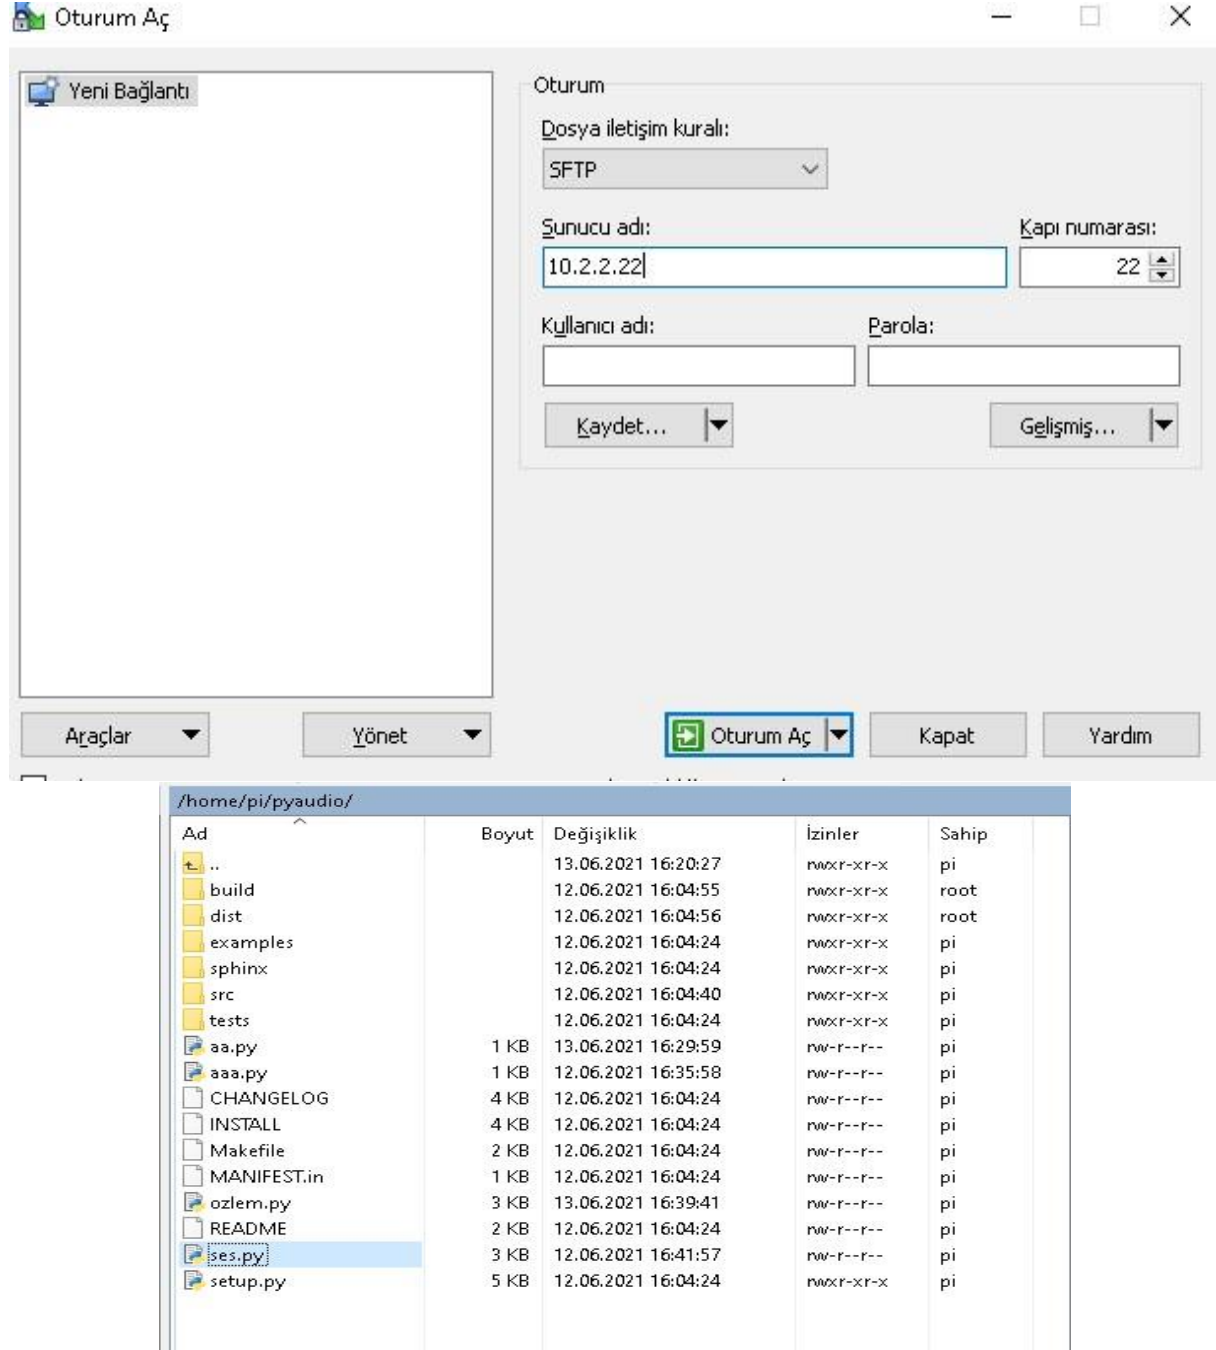 Oturum Aç
Yeni Bağlantı
Oturum
Dosya iletişim kuralı:
SFTP
Sunucu adı: Kapı numarası:
10.2.2.22 22
Kullanıcı adı: Parola:
Kaydet... Gelişmiş...
Araçlar Yönet Oturum Aç Kapat Yardım
/home/pi/pyaudio/
Ad Boyut Değişiklik İzinler Sahip
.. 13.06.2021 16:20:27 rwxr-xr-x pi
build 12.06.2021 16:04:55 rwxr-xr-x root
dist 12.06.2021 16:04:56 rwxr-xr-x root
examples 12.06.2021 16:04:24 rwxr-xr-x pi
sphinx 12.06.2021 16:04:24 rwxr-xr-x pi
src 12.06.2021 16:04:40 rwxr-xr-x pi
tests 12.06.2021 16:04:24 rwxr-xr-x pi
aa.py 1 KB 13.06.2021 16:29:59 rw-r--r-- pi
aaa.py 1 KB 12.06.2021 16:35:58 rw-r--r-- pi
CHANGELOG 4 KB 12.06.2021 16:04:24 rw-r--r-- pi
INSTALL 4 KB 12.06.2021 16:04:24 rw-r--r-- pi
Makefile 2 KB 12.06.2021 16:04:24 rw-r--r-- pi
MANIFEST.in 1 KB 12.06.2021 16:04:24 rw-r--r-- pi
ozlem.py 3 KB 13.06.2021 16:39:41 rw-r--r-- pi
README 2 KB 12.06.2021 16:04:24 rw-r--r-- pi
ses.py 3 KB 12.06.2021 16:41:57 rw-r--r-- pi
setup.py 5 KB 12.06.2021 16:04:24 rwxr-xr-x pi